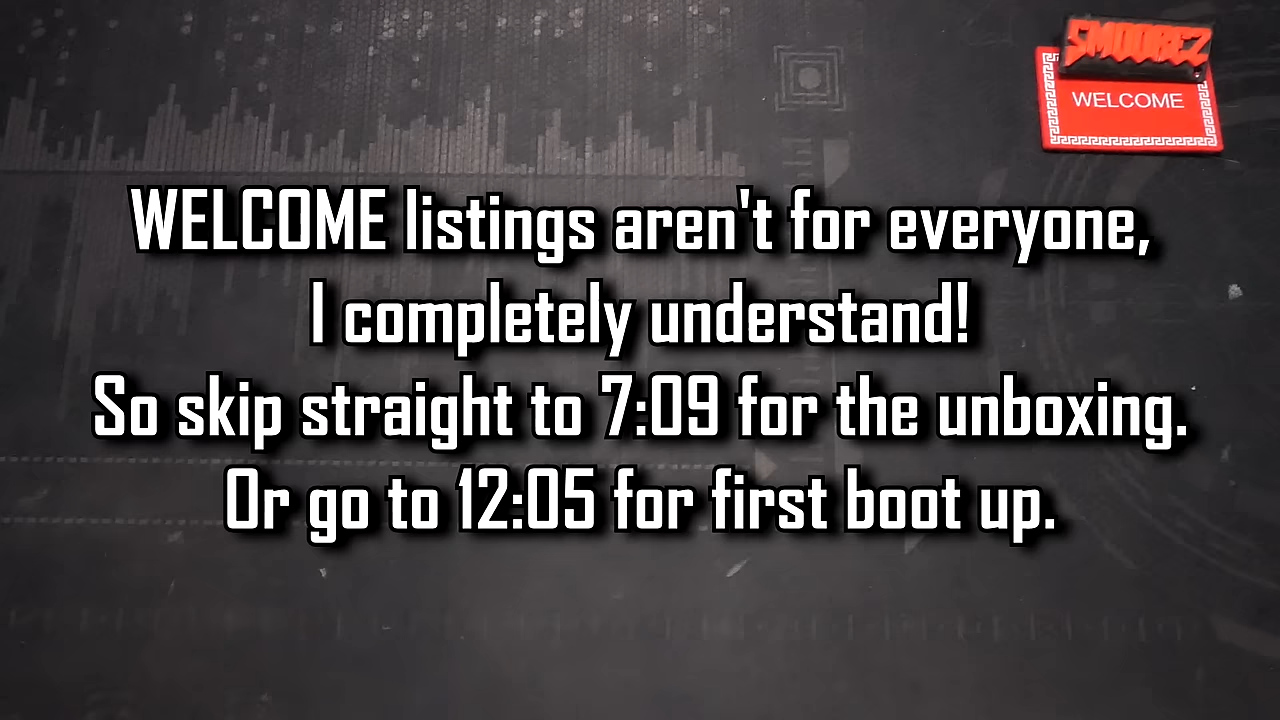 SMOOREZ
WELCOME
WELCOME listings aren't for everyone,
I completely understand!
So skip straight to 7:09 for the unboxing.
Or go to 12:05 for first boot up.